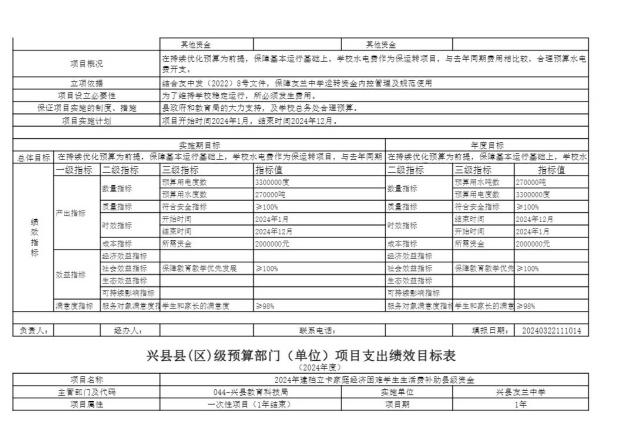 其他资金 其他资金
项目概况 在持续优化预算为前提，保障基本运行基础上，学校水电费作为保运转项目，与去年同期费用相比较、合理预算水电
费开支。
立项依据 结合友中发（2022）8号文件，保障友兰中学运转资金内控管理及规范使用
项目设立必要性 为了维持学校稳定运行，所必须发生费用。
保证项目实施的制度、措施 县政府和教育局的大力支持，及学校总务处合理预算。
项目实施计划 项目开始时间2024年1月，结束时间2024年12月。
实施期目标 年度目标
总体目标 在持续优化预算为前提，保障基本运行基础上，学校水电费作为保运转项目，与去年同期 在持续优化预算为前提，保障基本运行基础上，学校水
绩效指标 一级指标 二级指标 三级指标 指标值 二级指标 三级指标 指标值
产出指标 数量指标 预算用电度数 3300000度 数量指标 预算用水吨数 270000吨
预算用水度数 270000吨 预算用电度数 3300000度
质量指标 符合安全指标 ≥100% 质量指标 符合安全指标 ≥100%
时效指标 开始时间 2024年1月 时效指标 结束时间 2024年12月
结束时间 2024年12月 开始时间 2024年1月
成本指标 所需资金 2000000元 成本指标 所需资金 2000000元
效益指标 经济效益指标 经济效益指标
社会效益指标 保障教育教学优先发展 ≥100% 社会效益指标 保障教育教学优先 ≥100%
生态效益指标 生态效益指标
可持续影响指标 可持续影响指标
满意度指标 服务对象满意度指标 学生和家长的满意度 ≥98% 服务对象满意度指标 学生和家长的满意 ≥98%
负责人： 经办人： 联系电话： 填报日期： 20240322111014
兴县县(区)级预算部门（单位）项目支出绩效目标表
（2024年度）
项目名称 2024年建档立卡家庭经济困难学生生活费补助县级资金
主管部门及代码 044-兴县教育科技局 实施单位 兴县友兰中学
项目属性 一次性项目（1年结束） 项目期 1年